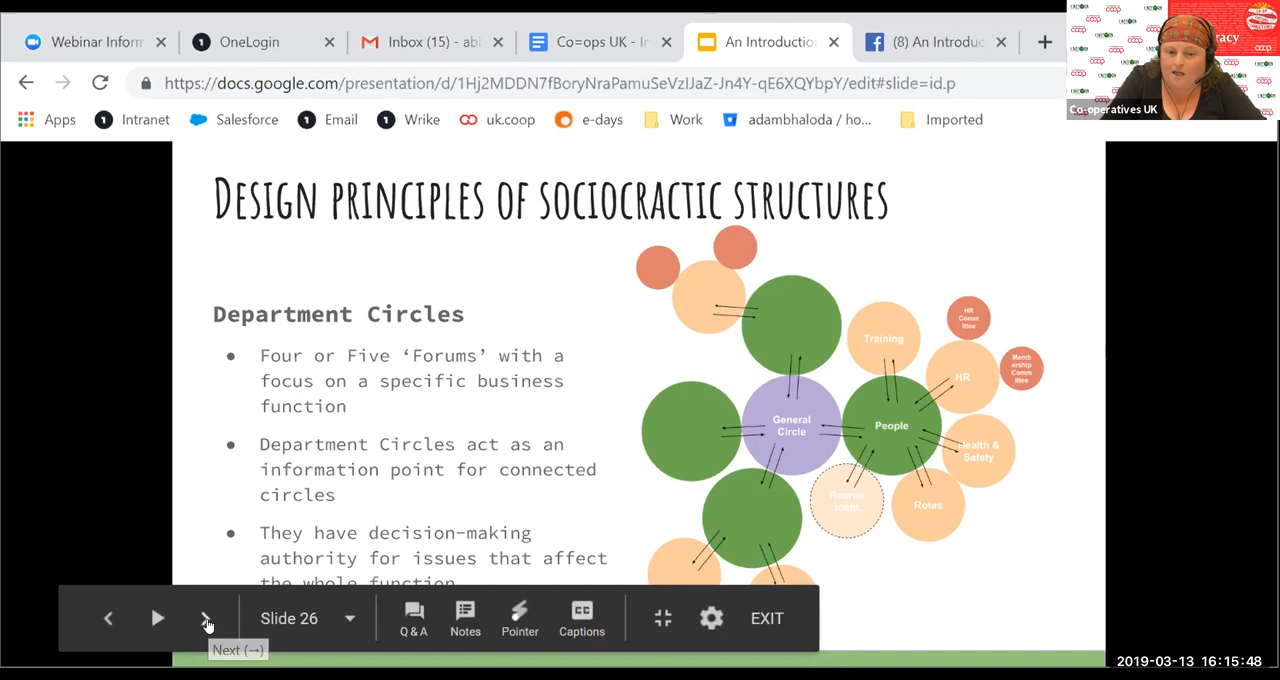 Webinar Inforn
OneLogin
Inbox (15) - ab
Co=ops UK - Ir
An Introductio
(8) An Introduc
https://docs.google.com/presentation/d/1Hj2MDDN7fBoryNraPamuSeVzlJaZ-Jn4Y-qE6XQYbpY/edit#slide=id.p
Apps
Intranet
Salesforce
Email
Wrike
uk.coop
e-days
Work
adambhaloda / ho...
Imported
Co-operatives UK
Design principles of sociocractic structures
Department Circles
Four or Five ‘Forums’ with a
focus on a specific business
function
Department Circles act as an
information point for connected
circles
They have decision-making
authority for issues that affect
the whole function
General
Circle
People
Training
HR
HR
Comm
ittee
Memb
ership
Comm
ittee
Health &
Safety
Rotas
Recruit
ment
Slide 26
Q & A
Notes
Pointer
Captions
EXIT
Next (→)
2019-03-13 16:15:48